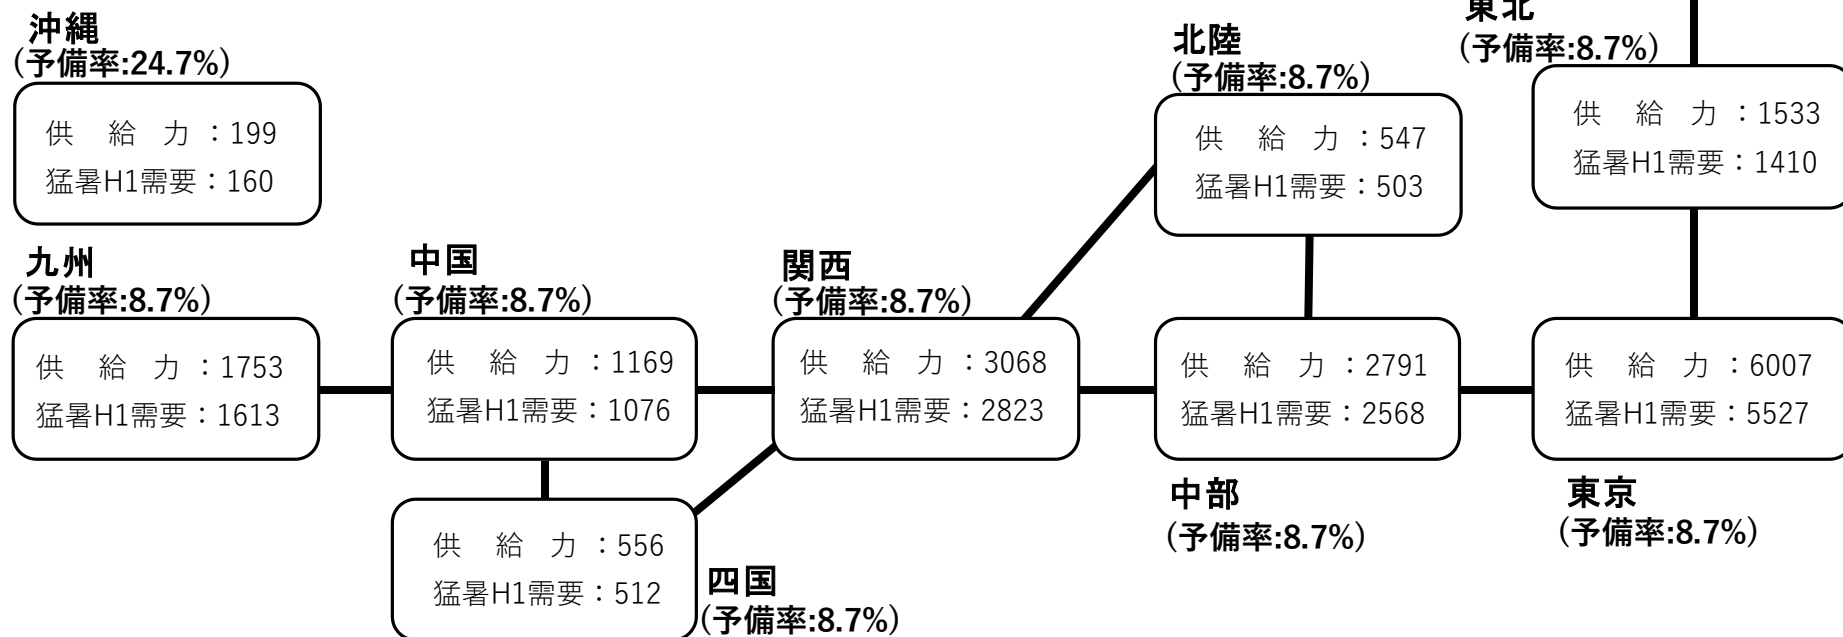 沖縄
(予備率:24.7%)
供 給 力 ：199
猛暑H1需要：160
北陸
(予備率:8.7%)
供 給 力 ：547
猛暑H1需要：503
東北
(予備率:8.7%)
供 給 力 ：1533
猛暑H1需要：1410
九州
(予備率:8.7%)
供 給 力 ：1753
猛暑H1需要：1613
中国
(予備率:8.7%)
供 給 力 ：1169
猛暑H1需要：1076
関西
(予備率:8.7%)
供 給 力 ：3068
猛暑H1需要：2823
供 給 力 ：2791
猛暑H1需要：2568
中部
(予備率:8.7%)
供 給 力 ：6007
猛暑H1需要：5527
東京
(予備率:8.7%)
供 給 力 ：556
猛暑H1需要：512
四国
(予備率:8.7%)